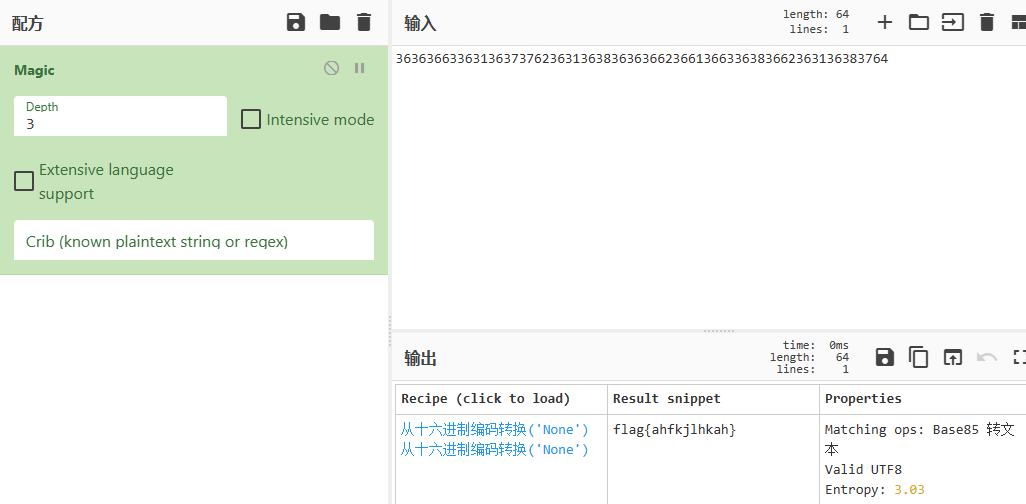 配方
Magic
Depth
3
Intensive mode
Extensive language
support
Crib (known plaintext string or regex)
输入
length: 64
lines: 1
3636366336313637376236313638363636623661366336383662363136383764
输出
time: 0ms
length: 64
lines: 1
Recipe (click to load)
Result snippet
Properties
从十六进制编码转换('None')
从十六进制编码转换('None')
flag{ahfkjlhkah}
Matching ops: Base85 转文
本
Valid UTF8
Entropy: 3.03